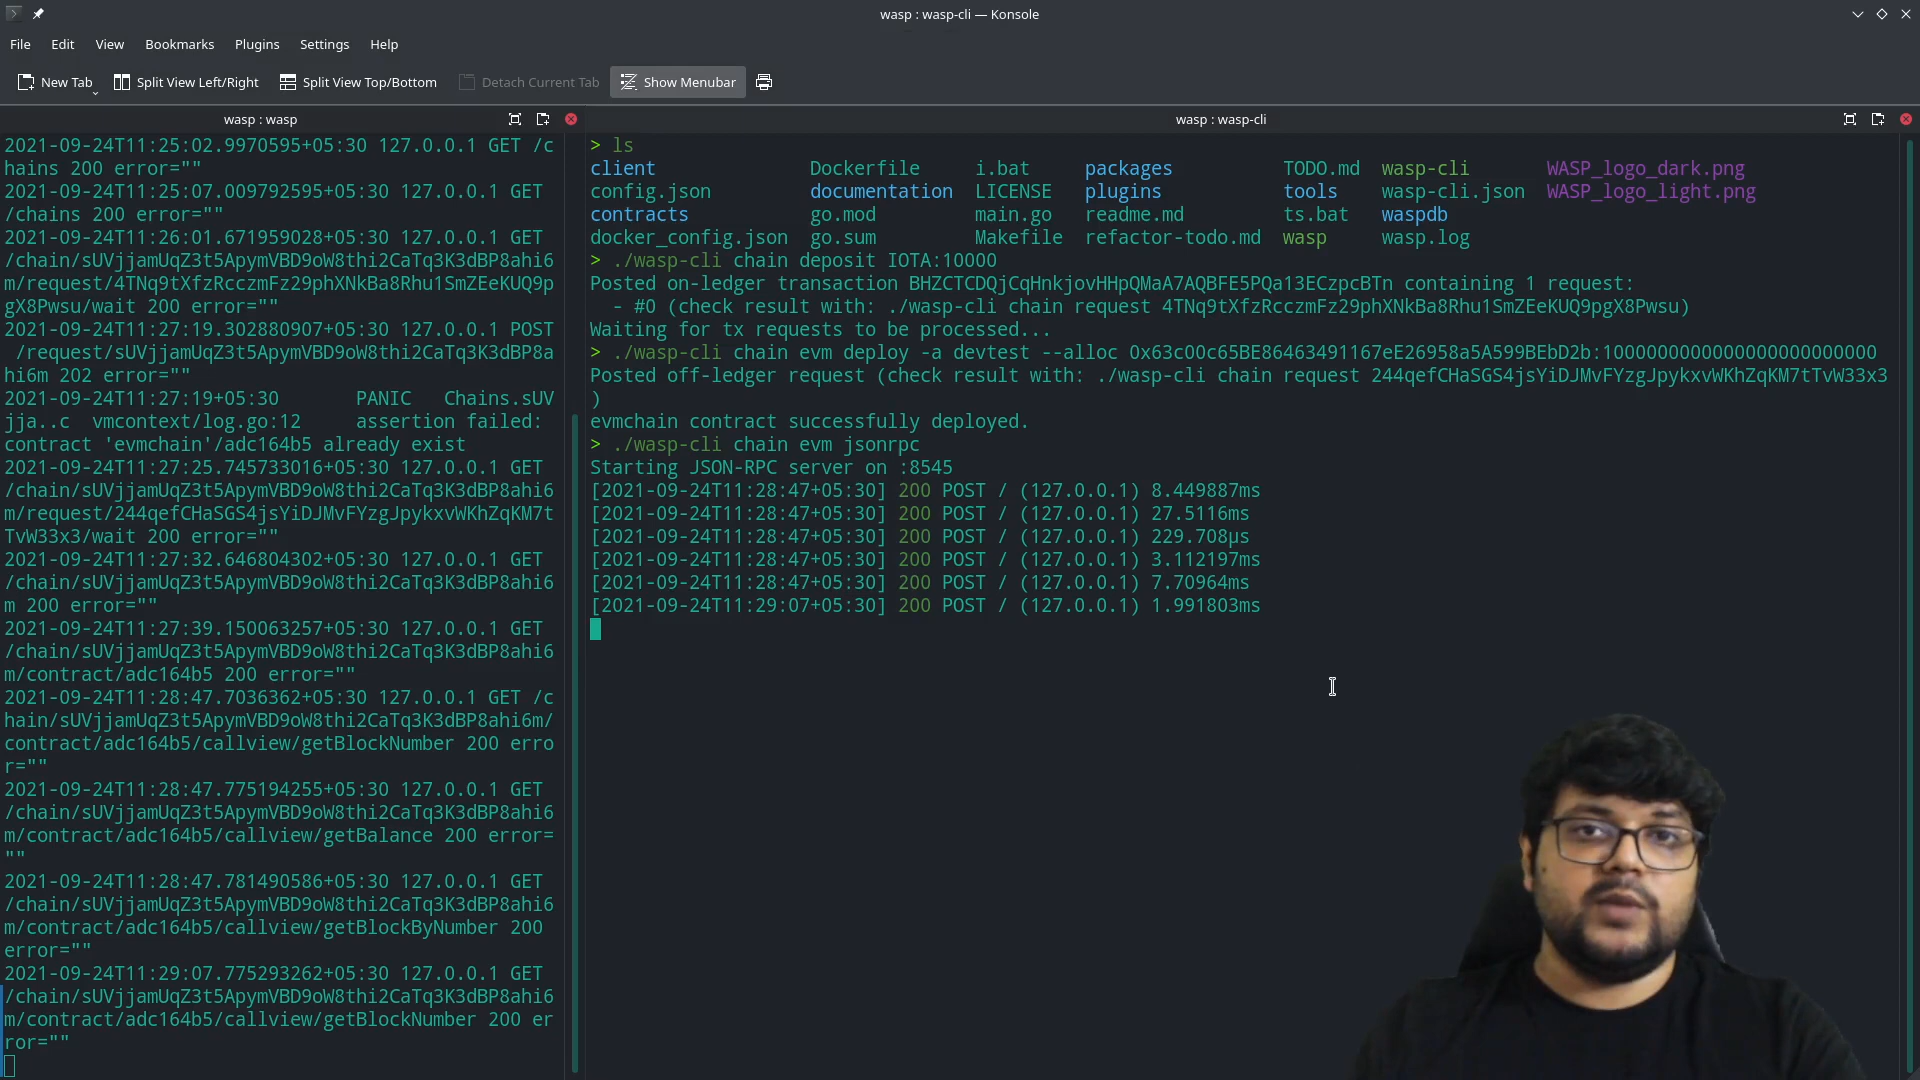 wasp : wasp-cli — Konsole
File Edit View Bookmarks Plugins Settings Help
New Tab Split View Left/Right Split View Top/Bottom Detach Current Tab Show Menubar
wasp : wasp
2021-09-24T11:25:02.9970595+05:30 127.0.0.1 GET /c
hains 200 error=""
2021-09-24T11:25:07.009792595+05:30 127.0.0.1 GET
/chains 200 error=""
2021-09-24T11:26:01.671959028+05:30 127.0.0.1 GET
/chain/sUVjjamUqZ3t5ApymVBD9oW8thi2CaTq3K3dBP8ahi6
m/request/4TNq9tXfzRcczmFz29phXNkBa8Rhu1SmZEeKUQ9p
gX8Pwsu/wait 200 error=""
2021-09-24T11:27:19.302880907+05:30 127.0.0.1 POST
/request/sUVjjamUqZ3t5ApymVBD9oW8thi2CaTq3K3dBP8a
hi6m 202 error=""
2021-09-24T11:27:19+05:30 PANIC Chains.sUV
jja..c vmcontext/log.go:12 assertion failed:
contract 'evmchain'/adc164b5 already exist
2021-09-24T11:27:25.745733016+05:30 127.0.0.1 GET
/chain/sUVjjamUqZ3t5ApymVBD9oW8thi2CaTq3K3dBP8ahi6
m/request/244qefCHaSGS4jsYiDJMvFYzgJpykxvWKhZqKM7t
TvW33x3/wait 200 error=""
2021-09-24T11:27:32.646804302+05:30 127.0.0.1 GET
/chain/sUVjjamUqZ3t5ApymVBD9oW8thi2CaTq3K3dBP8ahi6
m 200 error=""
2021-09-24T11:27:39.150063257+05:30 127.0.0.1 GET
/chain/sUVjjamUqZ3t5ApymVBD9oW8thi2CaTq3K3dBP8ahi6
m/contract/adc164b5 200 error=""
2021-09-24T11:28:47.7036362+05:30 127.0.0.1 GET /c
hain/sUVjjamUqZ3t5ApymVBD9oW8thi2CaTq3K3dBP8ahi6m/
contract/adc164b5/callview/getBlockNumber 200 erro
r=""
2021-09-24T11:28:47.775194255+05:30 127.0.0.1 GET
/chain/sUVjjamUqZ3t5ApymVBD9oW8thi2CaTq3K3dBP8ahi6
m/contract/adc164b5/callview/getBalance 200 error=
""
2021-09-24T11:28:47.781490586+05:30 127.0.0.1 GET
/chain/sUVjjamUqZ3t5ApymVBD9oW8thi2CaTq3K3dBP8ahi6
m/contract/adc164b5/callview/getBlockByNumber 200
error=""
2021-09-24T11:29:07.775293262+05:30 127.0.0.1 GET
/chain/sUVjjamUqZ3t5ApymVBD9oW8thi2CaTq3K3dBP8ahi6
m/contract/adc164b5/callview/getBlockNumber 200 er
ror=""
wasp : wasp-cli
> ls
client Dockerfile i.bat packages TODO.md wasp-cli WASP_logo_dark.png
config.json documentation LICENSE plugins tools wasp-cli.json WASP_logo_light.png
contracts go.mod main.go readme.md ts.bat waspdb
docker_config.json go.sum Makefile refactor-todo.md wasp wasp.log
> ./wasp-cli chain deposit IOTA:10000
Posted on-ledger transaction BHZCTCDQjCqHnkjovHHpQMaA7AQBFE5PQa13ECzpcBTn containing 1 request:
- #0 (check result with: ./wasp-cli chain request 4TNq9tXfzRcczmFz29phXNkBa8Rhu1SmZEeKUQ9pgX8Pwsu)
Waiting for tx requests to be processed...
> ./wasp-cli chain evm deploy -a devtest --alloc 0x63c00c65BE86463491167eE26958a5A599BEbD2b:1000000000000000000000000
Posted off-ledger request (check result with: ./wasp-cli chain request 244qefCHaSGS4jsYiDJMvFYzgJpykxvWKhZqKM7tTvW33x3
)
evmchain contract successfully deployed.
> ./wasp-cli chain evm jsonrpc
Starting JSON-RPC server on :8545
[2021-09-24T11:28:47+05:30] 200 POST / (127.0.0.1) 8.449887ms
[2021-09-24T11:28:47+05:30] 200 POST / (127.0.0.1) 27.5116ms
[2021-09-24T11:28:47+05:30] 200 POST / (127.0.0.1) 229.708µs
[2021-09-24T11:28:47+05:30] 200 POST / (127.0.0.1) 3.112197ms
[2021-09-24T11:28:47+05:30] 200 POST / (127.0.0.1) 7.70964ms
[2021-09-24T11:29:07+05:30] 200 POST / (127.0.0.1) 1.991803ms